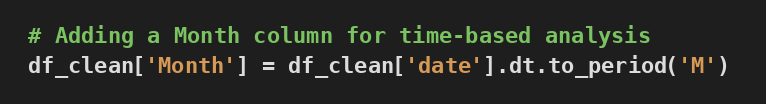 # Adding a Month column for time-based analysis
df_clean['Month'] = df_clean['date'].dt.to_period('M')